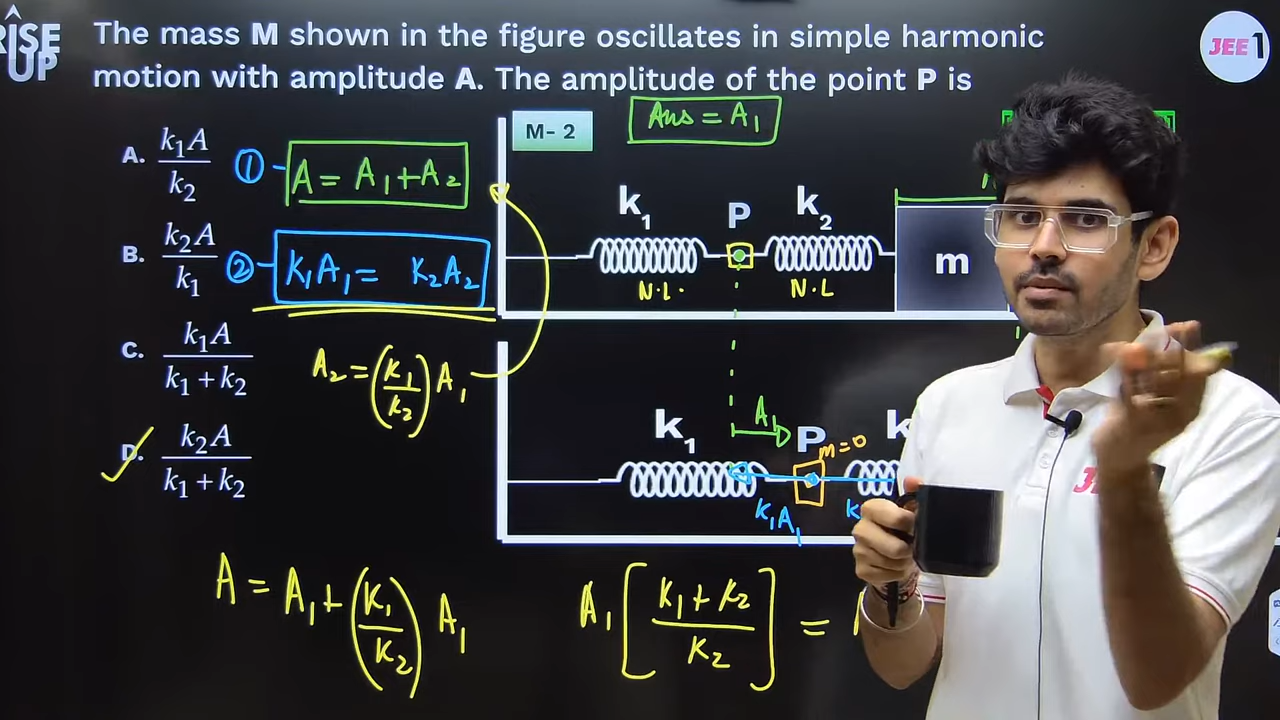 RISE UP
The mass M shown in the figure oscillates in simple harmonic
motion with amplitude A. The amplitude of the point P is
JEE 1
M- 2
Ans = A₁
A. k₁A / k₂
① A = A₁ + A₂
B. k₂A / k₁
② K₁A₁ = K₂A₂
C. k₁A / k₁ + k₂
D. k₂A / k₁ + k₂
A₂ = (K₁/K₂) A₁
k₁ P k₂
m
N.L. N.L
A₁
k₁ P
m=0
K₁A₁
A = A₁ + (K₁/K₂) A₁
A₁ [K₁ + K₂ / K₂] =